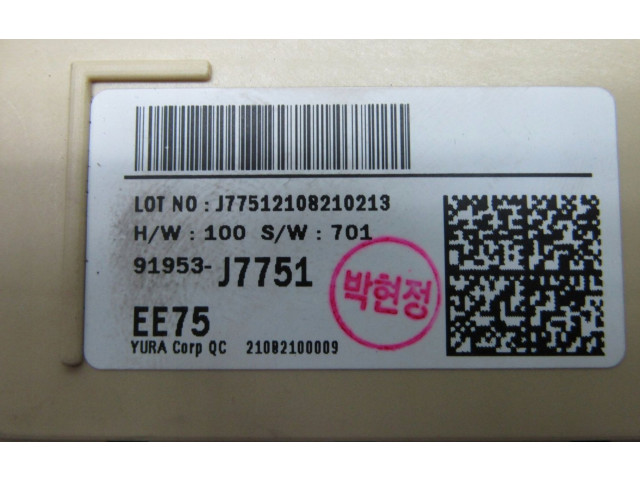 LOT NO : J77512108210213
H/W : 100 S/W : 701
91953-J7751
박현정
EE75
YURA Corp QC 21082100009